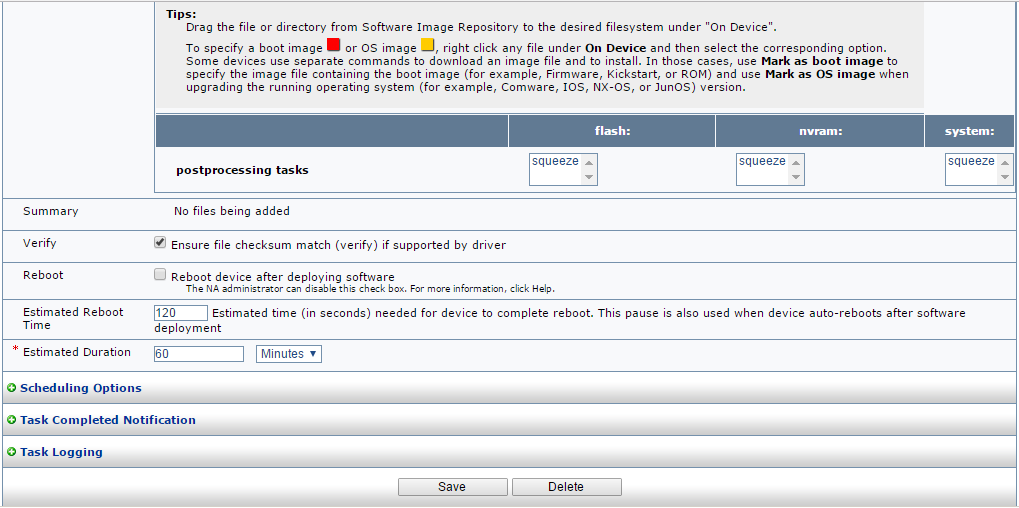 Tips:
Drag the file or directory from Software Image Repository to the desired filesystem under "On Device".
To specify a boot image or OS image , right click any file under On Device and then select the corresponding option.
Some devices use separate commands to download an image file and to install. In those cases, use Mark as boot image to
specify the image file containing the boot image (for example, Firmware, Kickstart, or ROM) and use Mark as OS image when
upgrading the running operating system (for example, Comware, IOS, NX-OS, or JunOS) version.
flash: nvram: system:
postprocessing tasks squeeze squeeze squeeze
Summary No files being added
Verify Ensure file checksum match (verify) if supported by driver
Reboot Reboot device after deploying software
The NA administrator can disable this check box. For more information, click Help.
Estimated Reboot Time 120 Estimated time (in seconds) needed for device to complete reboot. This pause is also used when device auto-reboots after software
deployment
* Estimated Duration 60 Minutes
Scheduling Options
Task Completed Notification
Task Logging
Save Delete